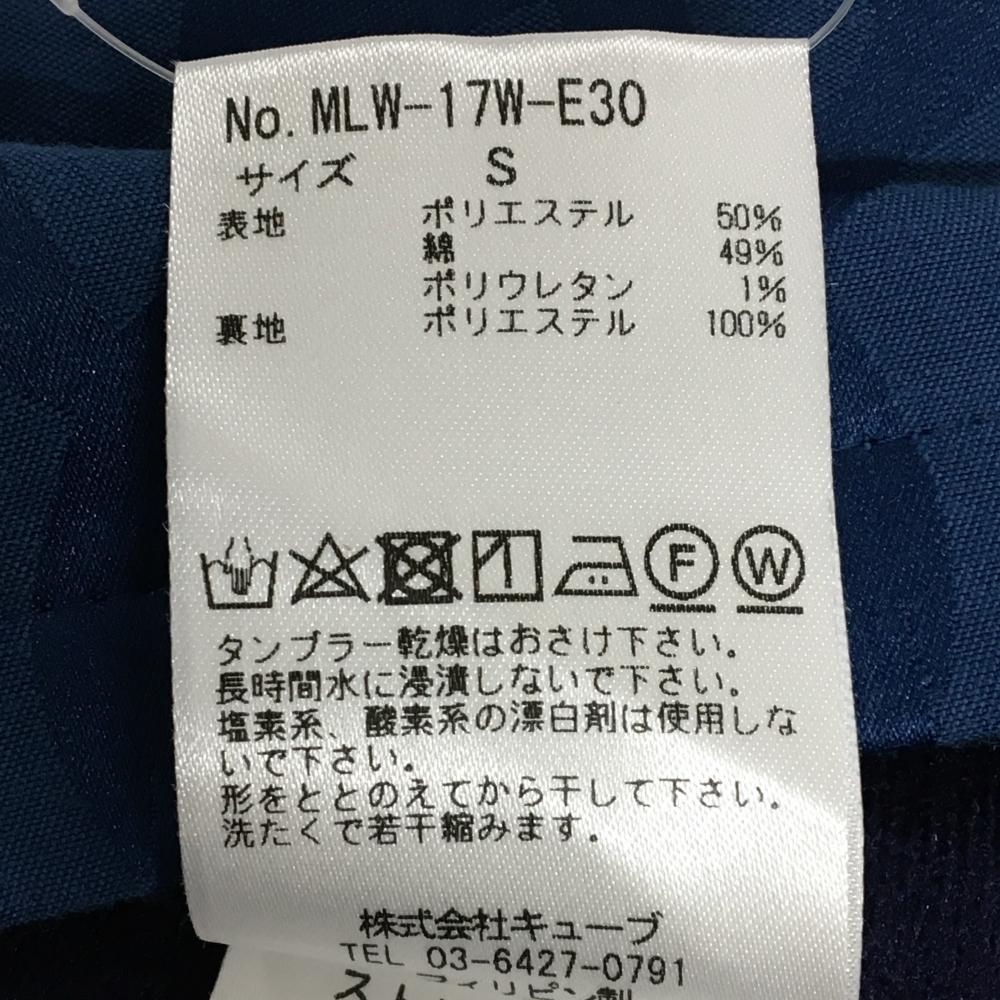 No. MLW-17W-E30
サイズ S
表地 ポリエステル 50%
綿 49%
ポリウレタン 1%
裏地 ポリエステル 100%
F W
タンブラー乾燥はおさけ下さい。
長時間水に浸漬しないで下さい。
塩素系、酸素系の漂白剤は使用しな
いで下さい。
形をととのえてから干して下さい。
洗たくで若干縮みます。
株式会社キューブ
TEL 03-6427-0791
フィリピン製